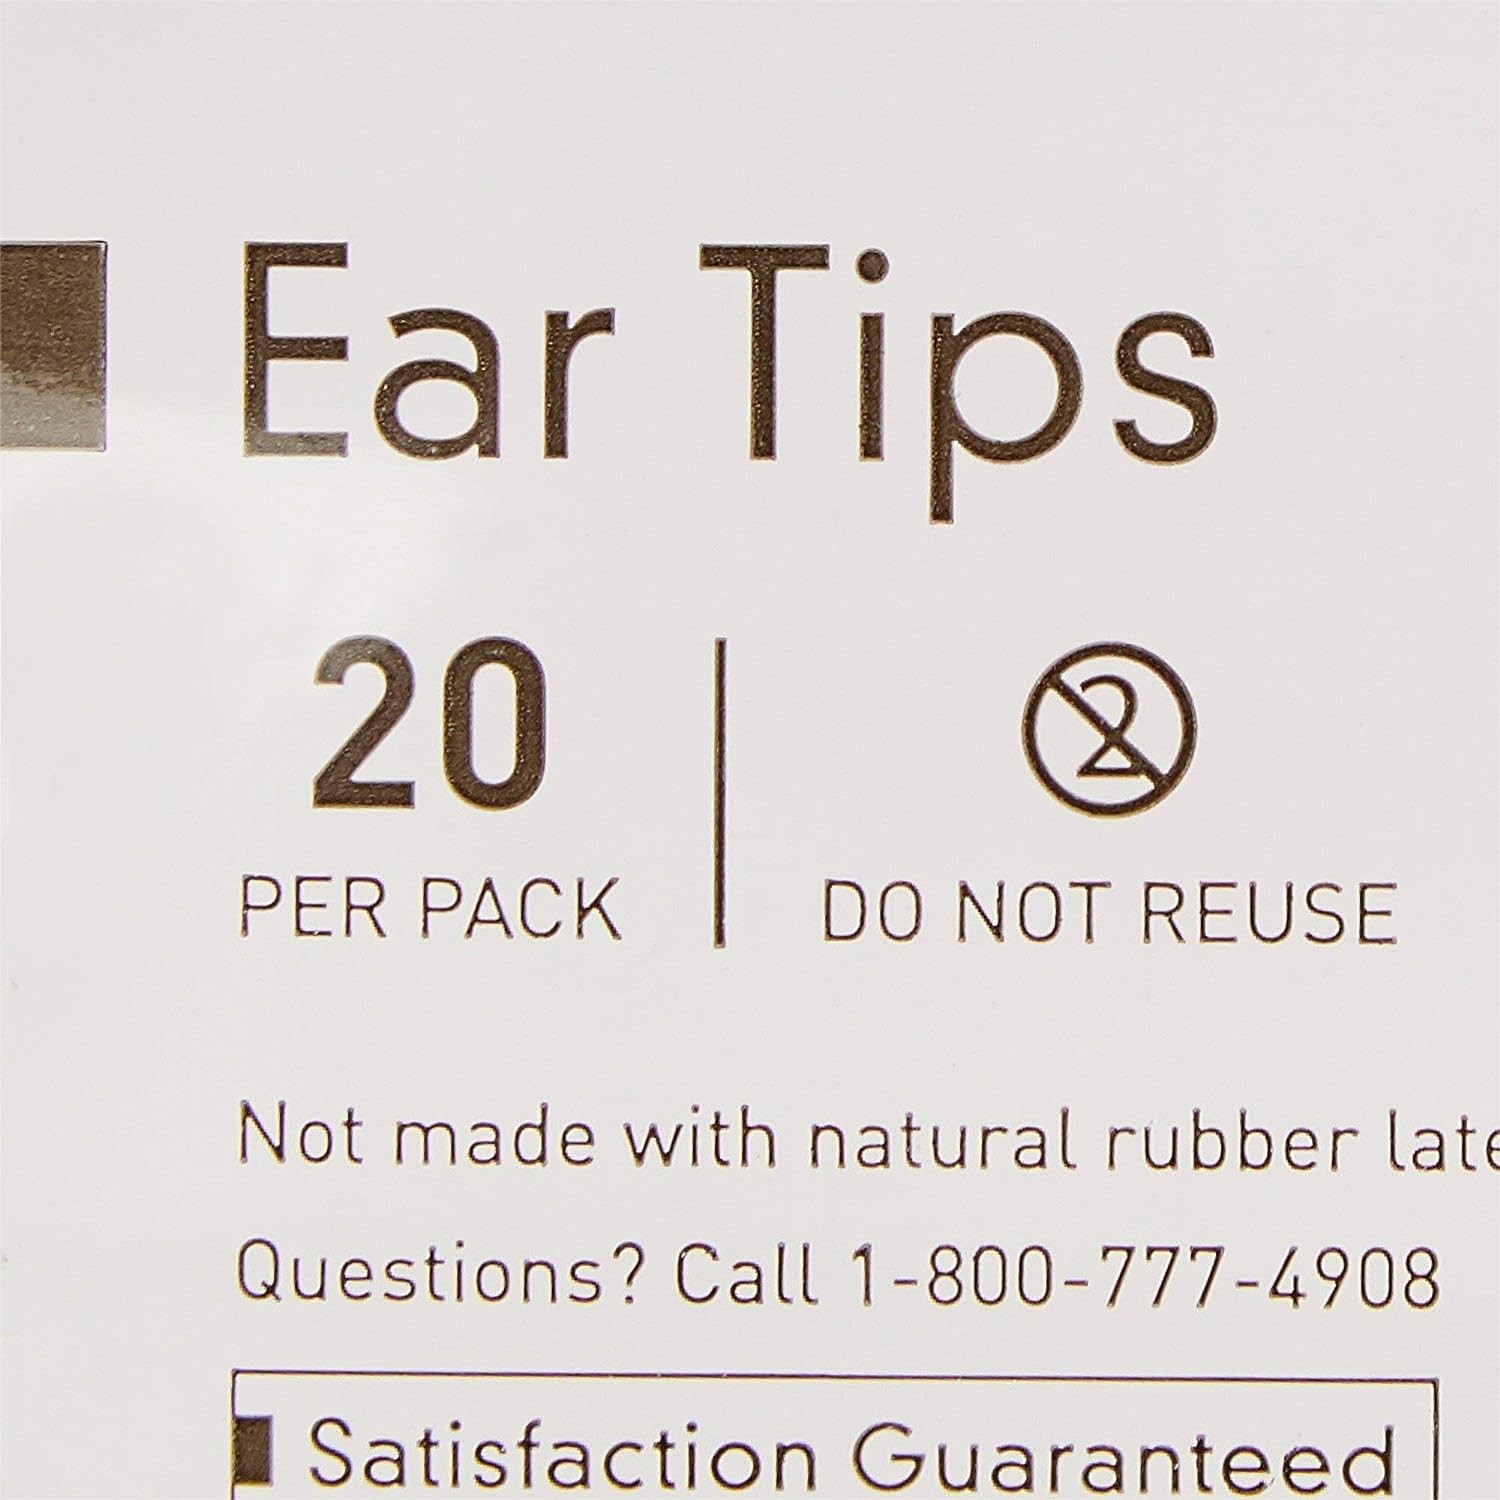 Ear Tips
20
2
PER PACK
DO NOT REUSE
Not made with natural rubber
Questions? Call 1-800-777-4908
Satisfaction Guaranteed